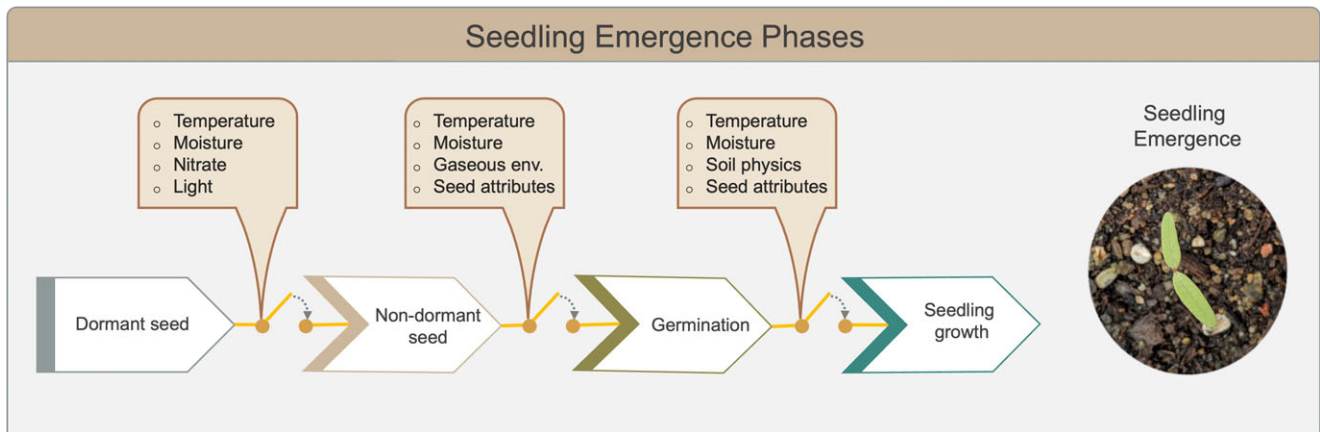 Seedling Emergence Phases
Temperature
Moisture
Nitrate
Light
Temperature
Moisture
Gaseous env.
Seed attributes
Temperature
Moisture
Soil physics
Seed attributes
Seedling
Emergence
Dormant seed
Non-dormant
seed
Germination
Seedling
growth